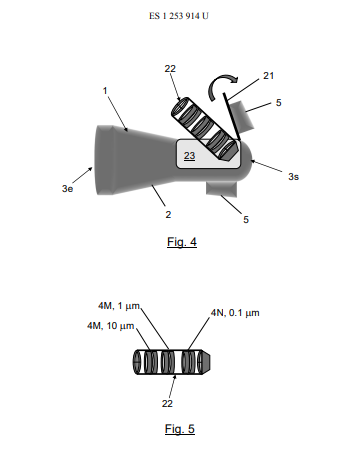 ES 1 253 914 U
22
21
1
5
23
3e
3s
2
5
Fig. 4
4M, 1 µm
4N, 0.1 µm
4M, 10 µm
22
Fig. 5